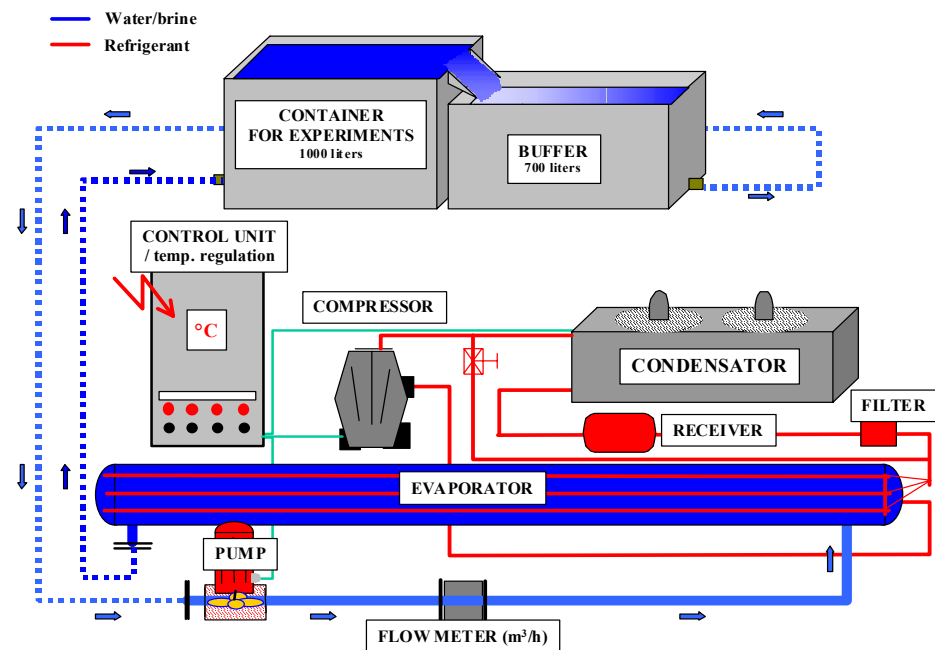 Water/brine
Refrigerant
CONTAINER
FOR EXPERIMENTS
1000 liters
BUFFER
700 liters
CONTROL UNIT
/ temp. regulation
°C
COMPRESSOR
CONDENSATOR
FILTER
RECEIVER
EVAPORATOR
PUMP
FLOW METER (m³/h)